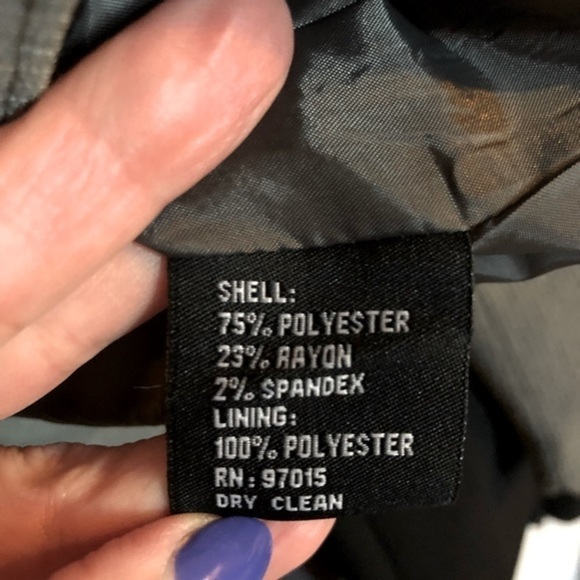 SHELL:
75% POLYESTER
23% RAYON
2% SPANDEX
LINING:
100% POLYESTER
RN: 97015
DRY CLEAN